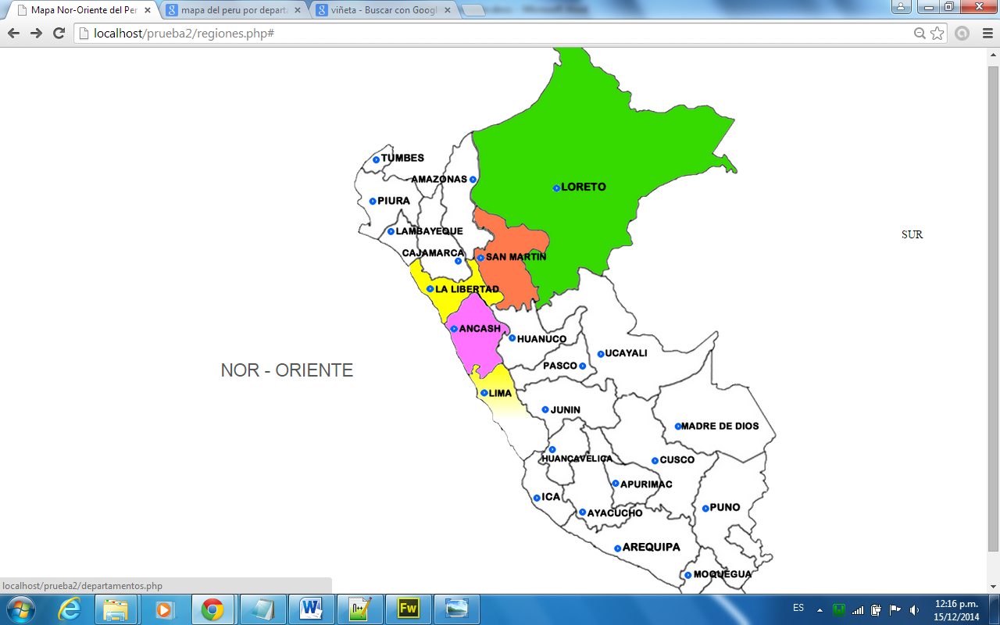 Mapa Nor-Oriente del Per
mapa del peru por departa
viñeta - Buscar con Googl
localhost/prueba2/regiones.php#
TUMBES
AMAZONAS
LORETO
PIURA
LAMBAYEQUE
SUR
CAJAMARCA
SAN MARTIN
LA LIBERTAD
ANCASH
HUANUCO
UCAYALI
PASCO
NOR - ORIENTE
LIMA
JUNIN
MADRE DE DIOS
HUANCAVELICA
CUSCO
APURIMAC
ICA
PUNO
AYACUCHO
AREQUIPA
MOQUEGUA
localhost/prueba2/departamentos.php
W
n++
Fw
ES
12:16 p.m.
15/12/2014